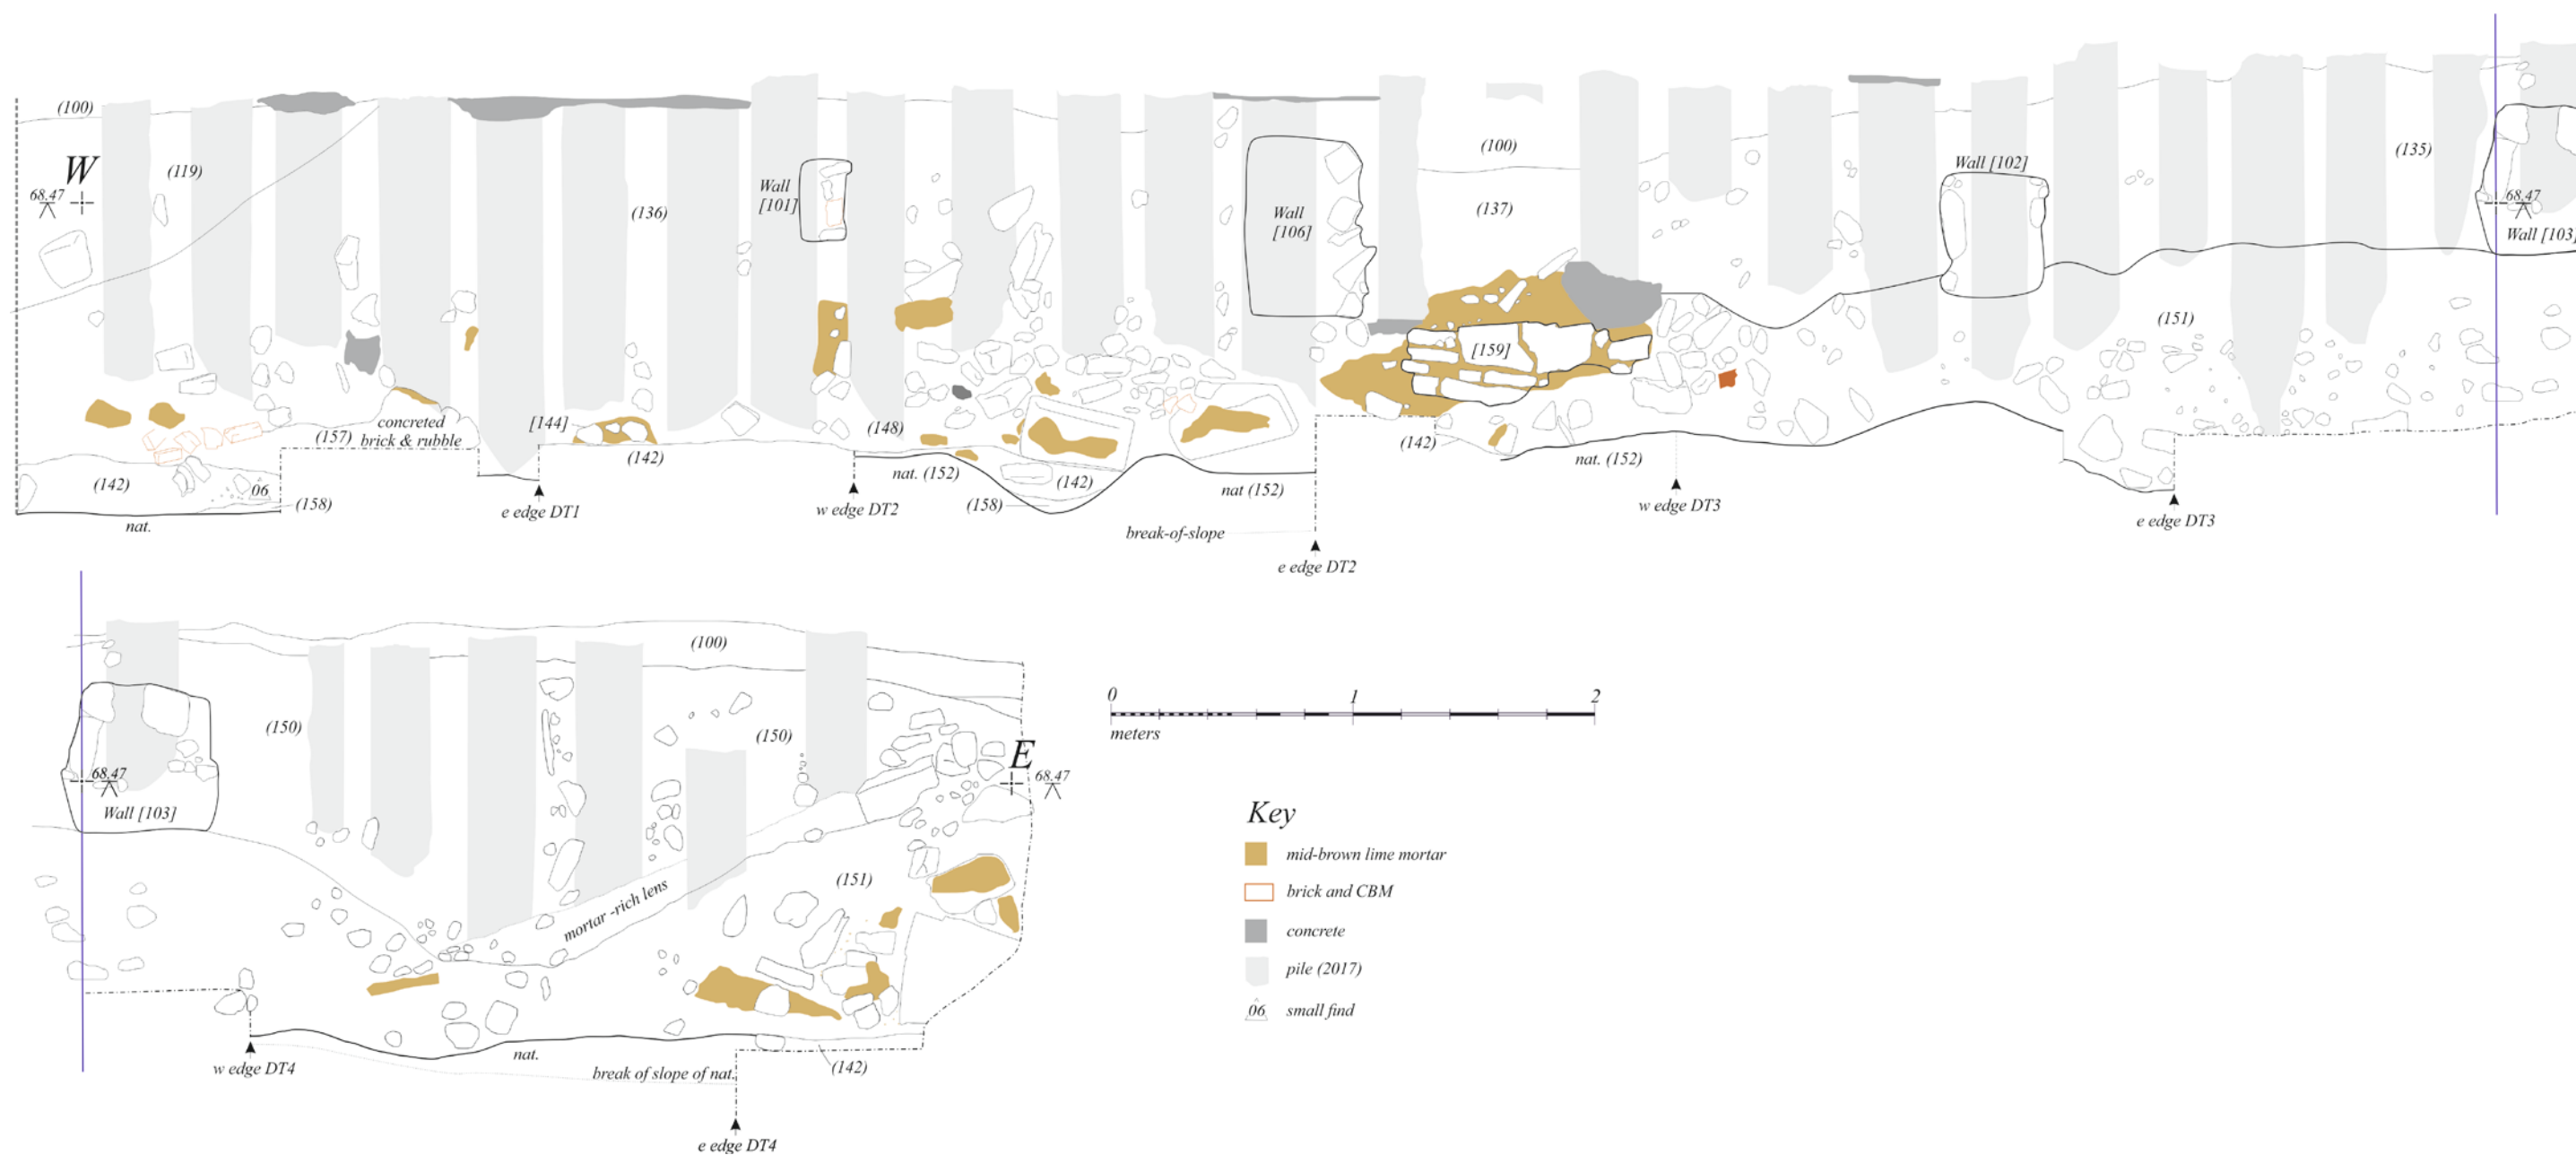 (100)
W
68.47
(119)
(136)
Wall
[101]
Wall
[106]
(100)
(137)
Wall [102]
(135)
68.47
Wall [103]
[159]
(151)
(157)
concreted
brick & rubble
[144]
(142)
(148)
(142)
06
(158)
nat.
e edge DT1
w edge DT2
nat. (152)
(158)
(142)
nat (152)
break-of-slope
e edge DT2
(142)
nat. (152)
w edge DT3
e edge DT3
(100)
(150)
(150)
68.47
Wall [103]
E
68.47
mortar -rich lens
(151)
w edge DT4
nat.
break of slope of nat.
(142)
e edge DT4
0 1 2
meters
Key
mid-brown lime mortar
brick and CBM
concrete
pile (2017)
06 small find